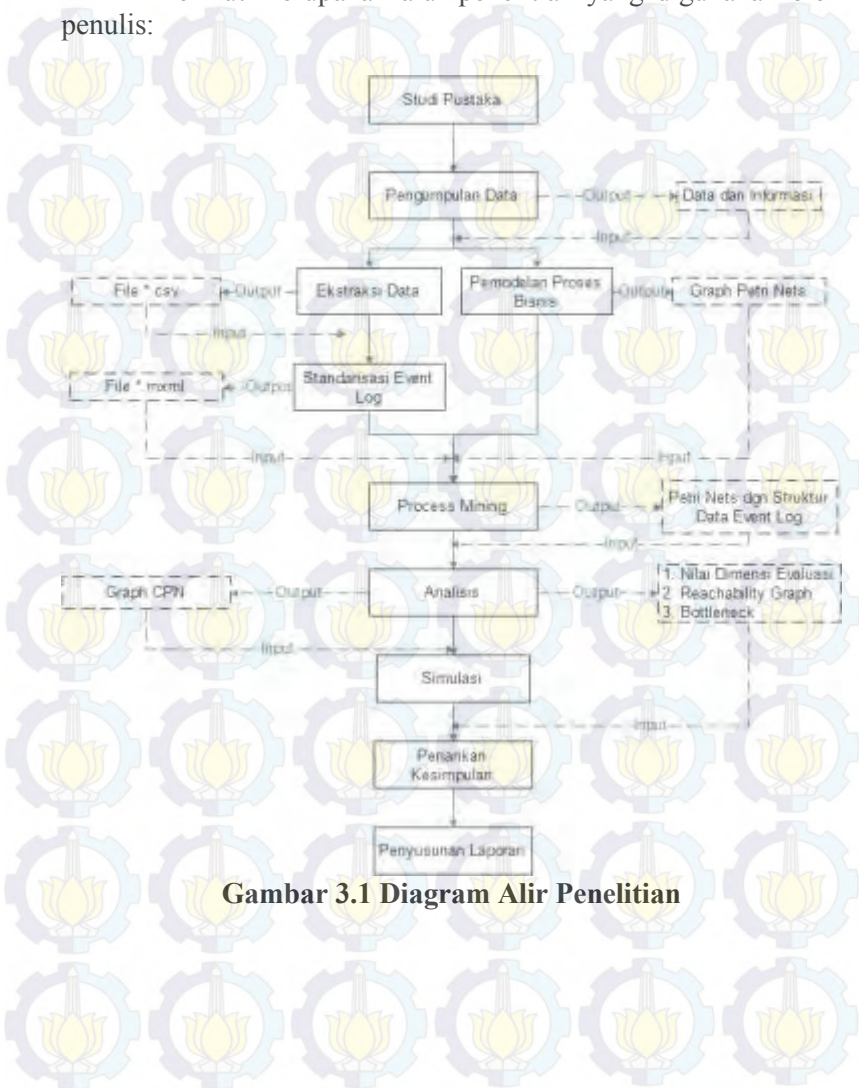 penulis:
Studi Pustaka
Pengumpulan Data
Output
Data dan Informasi
Input
File *.csv
Output
Ekstraksi Data
Pemodelan Proses
Bisnis
Output
Graph Petri Nets
Input
File *.mxml
Output
Standarisasi Event
Log
Input
Input
Process Mining
Output
Petri Nets dgn Struktur
Data Event Log
Input
Graph CPN
Output
Analisis
Output
1. Nilai Dimensi Evaluasi
2. Reachability Graph
3. Bottleneck
Input
Simulasi
Input
Penarikan
Kesimpulan
Penyusunan Laporan
Gambar 3.1 Diagram Alir Penelitian